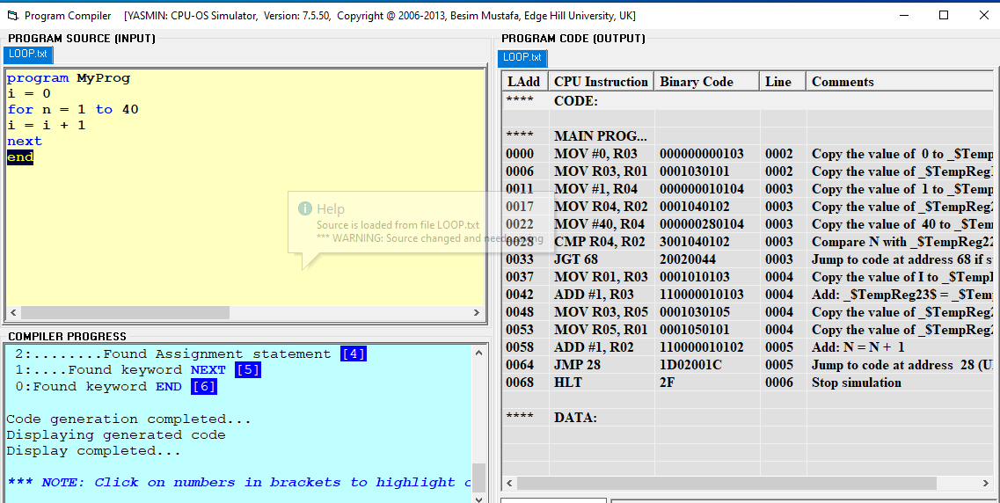 Program Compiler [YASMIN: CPU-OS Simulator, Version: 7.5.50, Copyright @ 2006-2013, Besim Mustafa, Edge Hill University, UK]
PROGRAM SOURCE (INPUT)
LOOP.txt
program MyProg
i = 0
for n = 1 to 40
i = i + 1
next
end
Help
Source is loaded from file LOOP.txt
*** WARNING: Source changed and needs saving
COMPILER PROGRESS
2:........Found Assignment statement [4]
1:....Found keyword NEXT [5]
0:Found keyword END [6]
Code generation completed...
Displaying generated code
Display completed...
*** NOTE: Click on numbers in brackets to highlight
PROGRAM CODE (OUTPUT)
LOOP.txt
LAdd CPU Instruction Binary Code Line Comments
**** CODE:
**** MAIN PROG...
0000 MOV #0, R03 000000000103 0002 Copy the value of 0 to _$Temp
0006 MOV R03, R01 0001030101 0002 Copy the value of _$TempReg
0011 MOV #1, R04 000000010104 0003 Copy the value of 1 to _$Temp
0017 MOV R04, R02 0001040102 0003 Copy the value of _$TempReg2
0022 MOV #40, R04 000000280104 0003 Copy the value of 40 to _$Tem
0028 CMP R04, R02 3001040102 0003 Compare N with _$TempReg22
0033 JGT 68 20020044 0003 Jump to code at address 68 if
0037 MOV R01, R03 0001010103 0004 Copy the value of I to _$Temp
0042 ADD #1, R03 110000010103 0004 Add: _$TempReg23$ = _$Tem
0048 MOV R03, R05 0001030105 0004 Copy the value of _$TempReg2
0053 MOV R05, R01 0001050101 0004 Copy the value of _$TempReg2
0058 ADD #1, R02 110000010102 0005 Add: N = N + 1
0064 JMP 28 1D02001C 0005 Jump to code at address 28 (U
0068 HLT 2F 0006 Stop simulation
**** DATA: